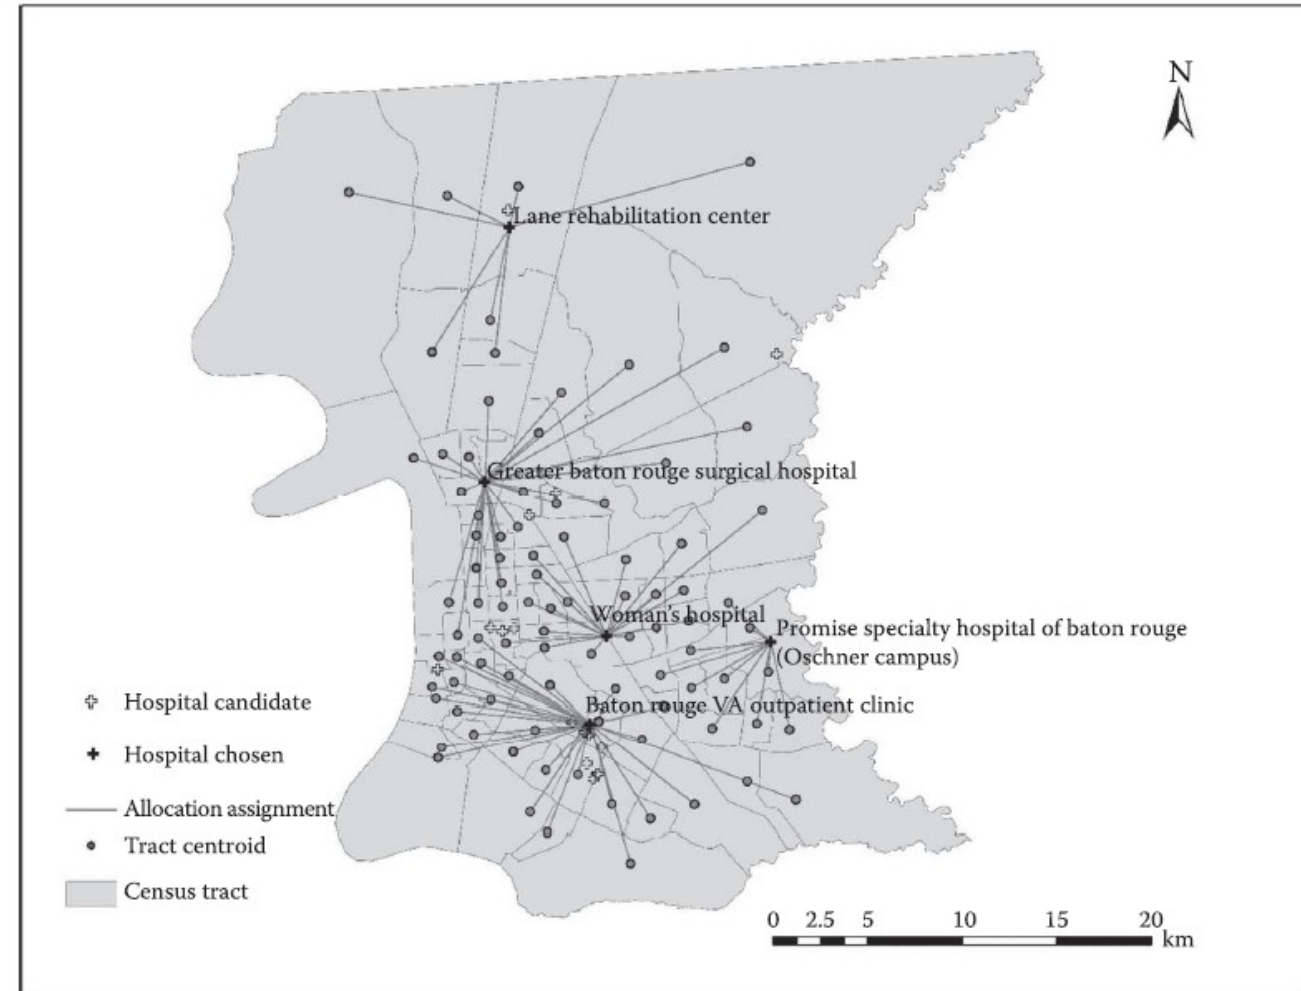 N
Lane rehabilitation center
Greater baton rouge surgical hospital
Woman's hospital
Promise specialty hospital of baton rouge
(Oschner campus)
Baton rouge VA outpatient clinic
Hospital candidate
Hospital chosen
Allocation assignment
Tract centroid
Census tract
0 2.5 5 10 15 20
km